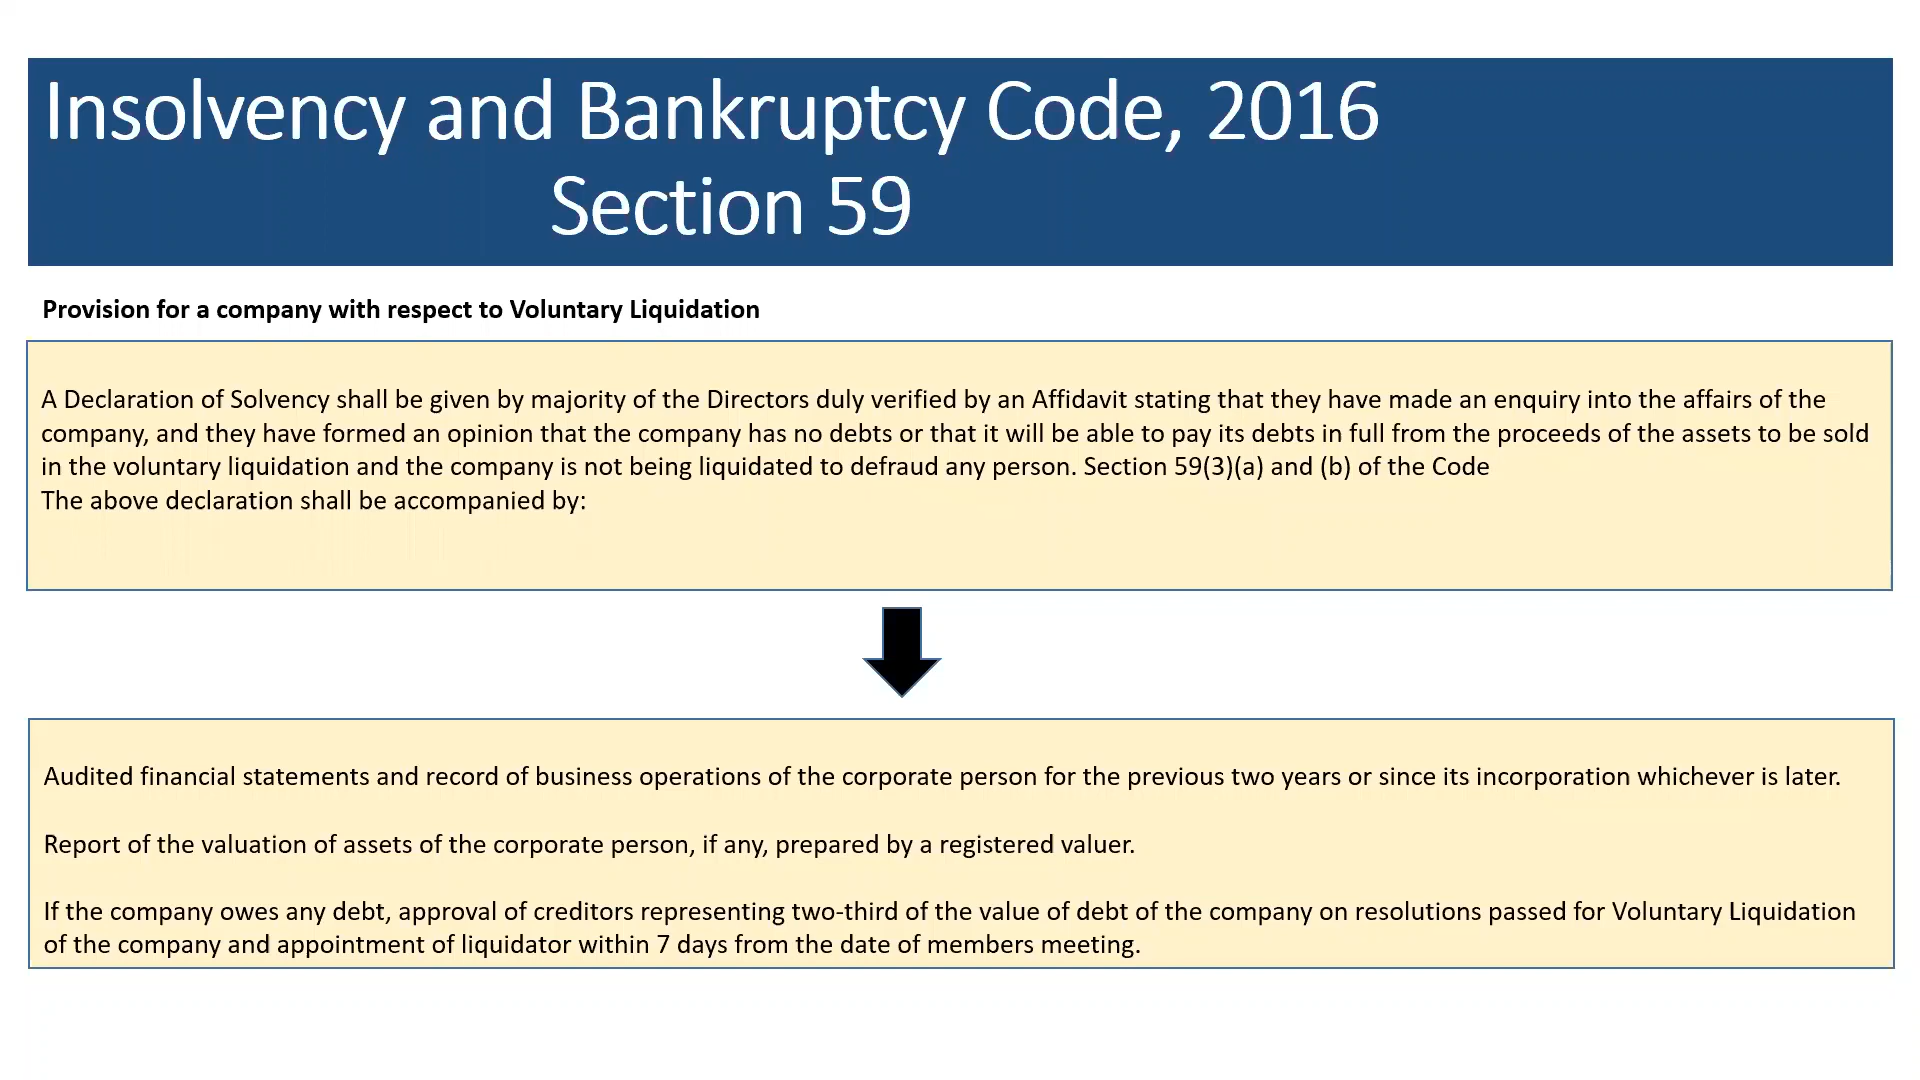 Insolvency and Bankruptcy Code, 2016
Section 59
Provision for a company with respect to Voluntary Liquidation
A Declaration of Solvency shall be given by majority of the Directors duly verified by an Affidavit stating that they have made an enquiry into the affairs of the
company, and they have formed an opinion that the company has no debts or that it will be able to pay its debts in full from the proceeds of the assets to be sold
in the voluntary liquidation and the company is not being liquidated to defraud any person. Section 59(3)(a) and (b) of the Code
The above declaration shall be accompanied by:
Audited financial statements and record of business operations of the corporate person for the previous two years or since its incorporation whichever is later.
Report of the valuation of assets of the corporate person, if any, prepared by a registered valuer.
If the company owes any debt, approval of creditors representing two-third of the value of debt of the company on resolutions passed for Voluntary Liquidation
of the company and appointment of liquidator within 7 days from the date of members meeting.